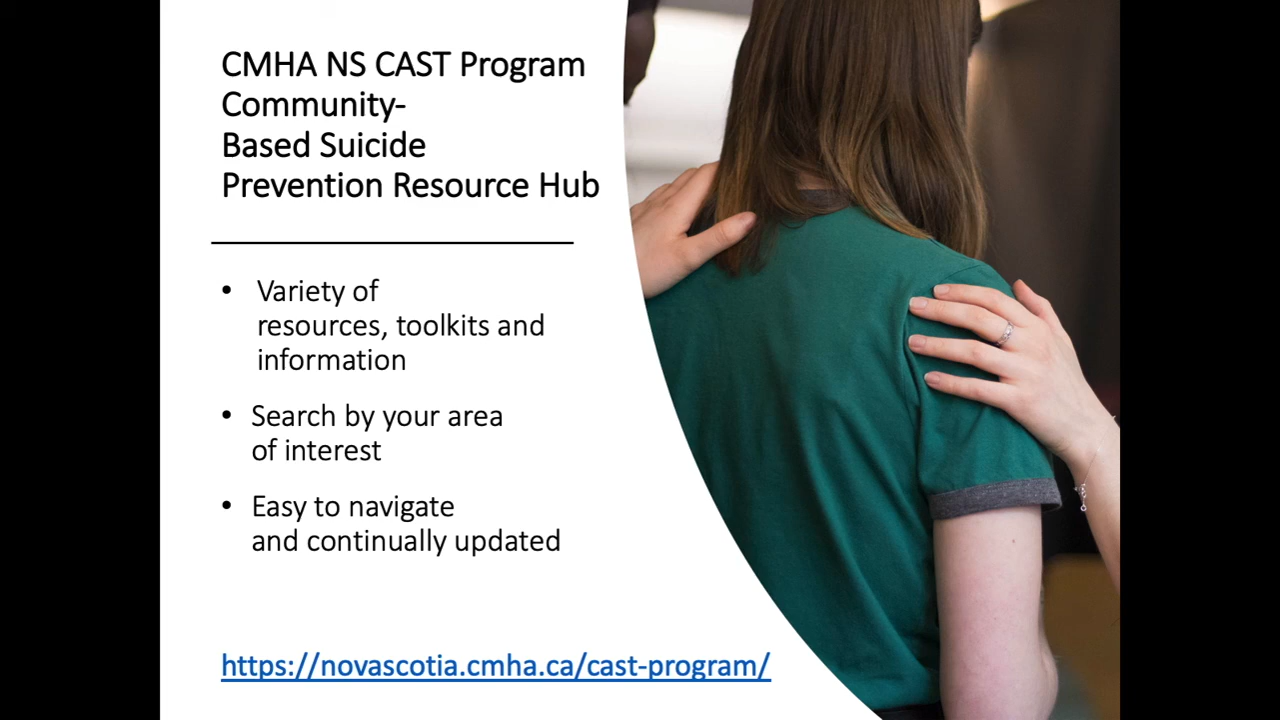 CMHA NS CAST Program
Community-
Based Suicide
Prevention Resource Hub
• Variety of
resources, toolkits and
information
• Search by your area
of interest
• Easy to navigate
and continually updated
https://novascotia.cmha.ca/cast-program/